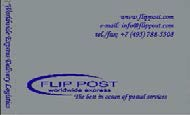 Worldwide Express Delivery Logistics
www.flippost.com
e-mail: info@flippost.com
tel./fax: +7 (495) 788-5508
FLIP POST
worldwide express
The best in ocean of postal services